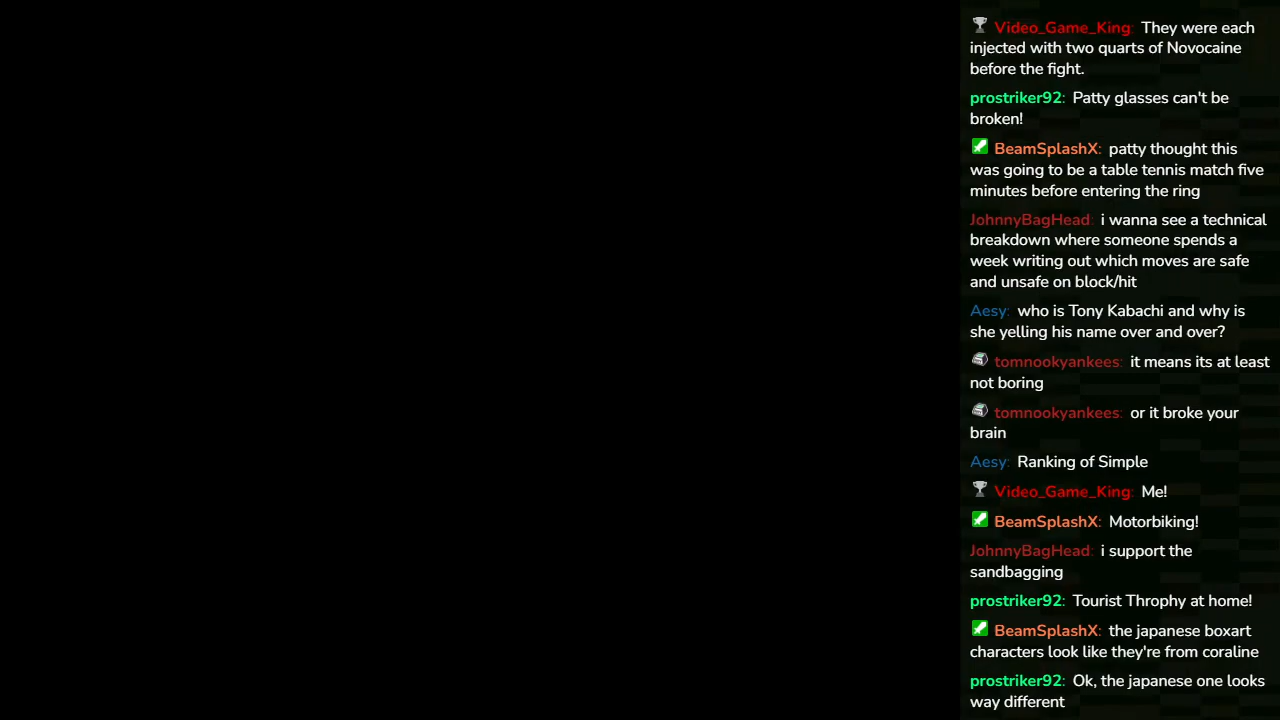 Video_Game_King: They were each
injected with two quarts of Novocaine
before the fight.
prostriker92: Patty glasses can't be
broken!
BeamSplashX: patty thought this
was going to be a table tennis match five
minutes before entering the ring
JohnnyBagHead: i wanna see a technical
breakdown where someone spends a
week writing out which moves are safe
and unsafe on block/hit
Aesy: who is Tony Kabachi and why is
she yelling his name over and over?
tomnookyankees: it means its at least
not boring
tomnookyankees: or it broke your
brain
Aesy: Ranking of Simple
Video_Game_King: Me!
BeamSplashX: Motorbiking!
JohnnyBagHead: i support the
sandbagging
prostriker92: Tourist Throphy at home!
BeamSplashX: the japanese boxart
characters look like they're from coraline
prostriker92: Ok, the japanese one looks
way different